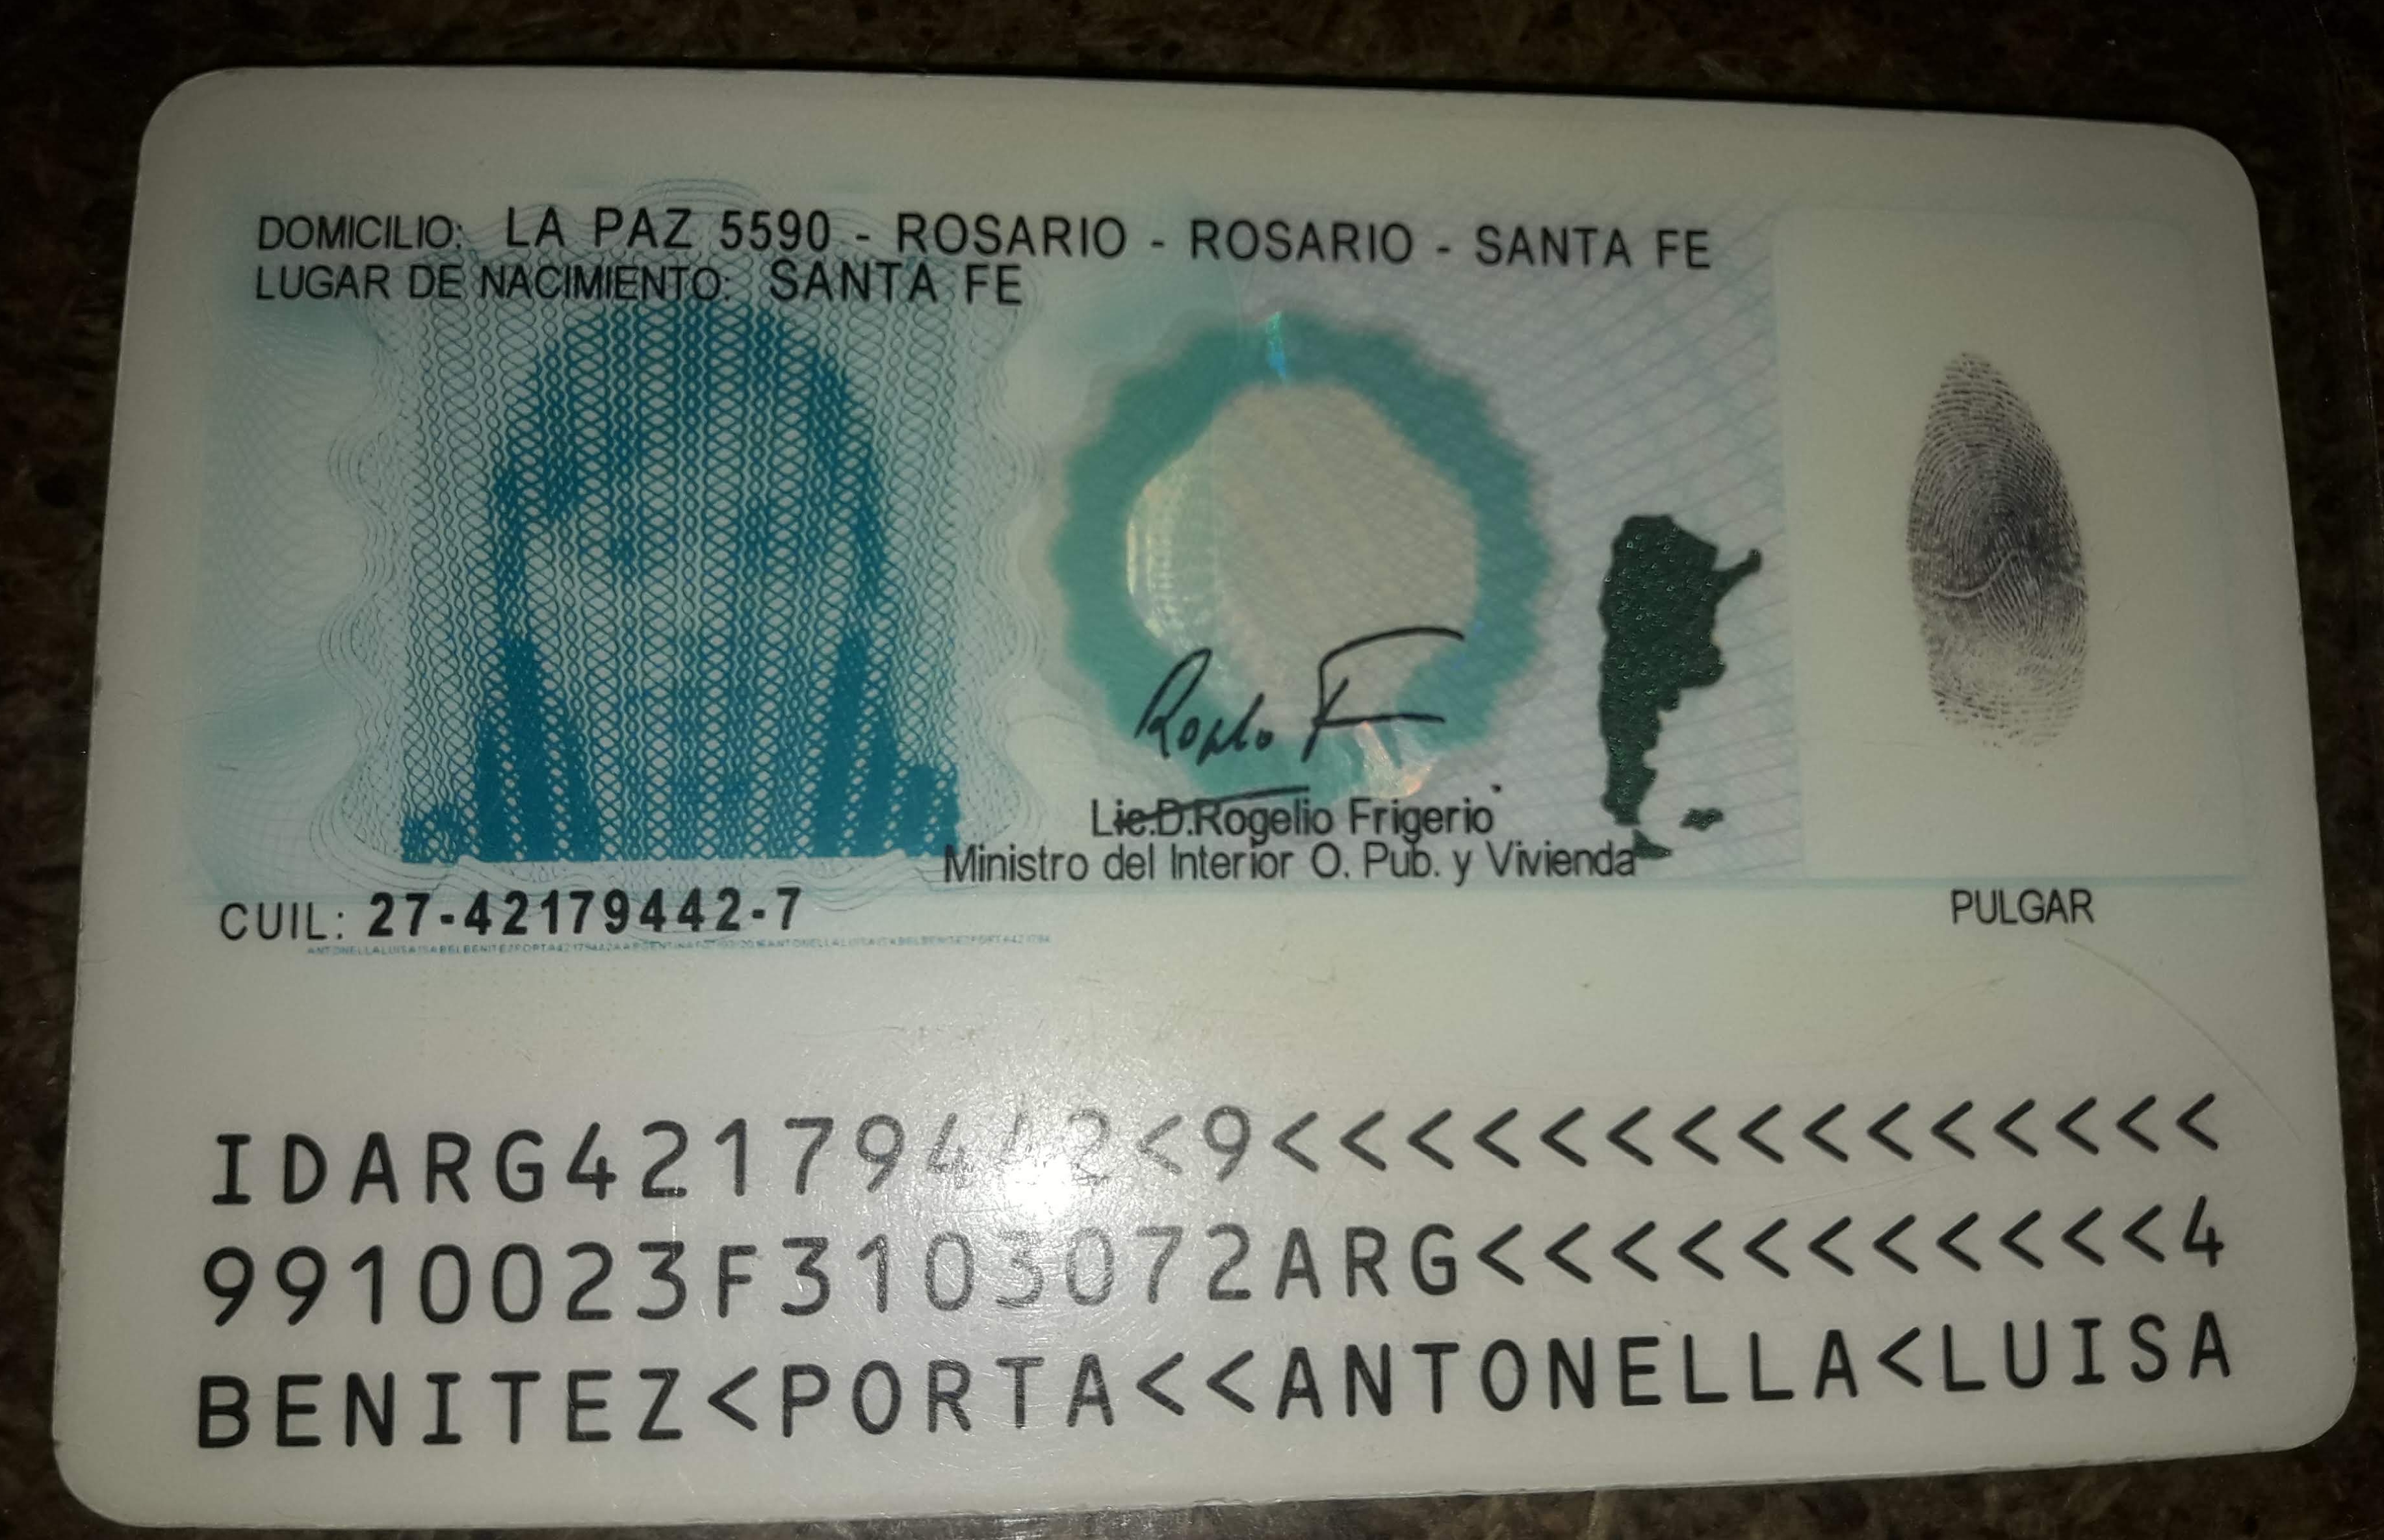 DOMICILIO: LA PAZ 5590 - ROSARIO - ROSARIO - SANTA FE
LUGAR DE NACIMIENTO: SANTA FE
Lic.D.Rogelio Frigerio
Ministro del Interior O. Pub. y Vivienda
CUIL: 27-42179442-7
PULGAR
IDARG42179442<9<<<<<<<<<<<<<<<
9910023F3103072ARG<<<<<<<<<<<4
BENITEZ<PORTA<<ANTONELLA<LUISA